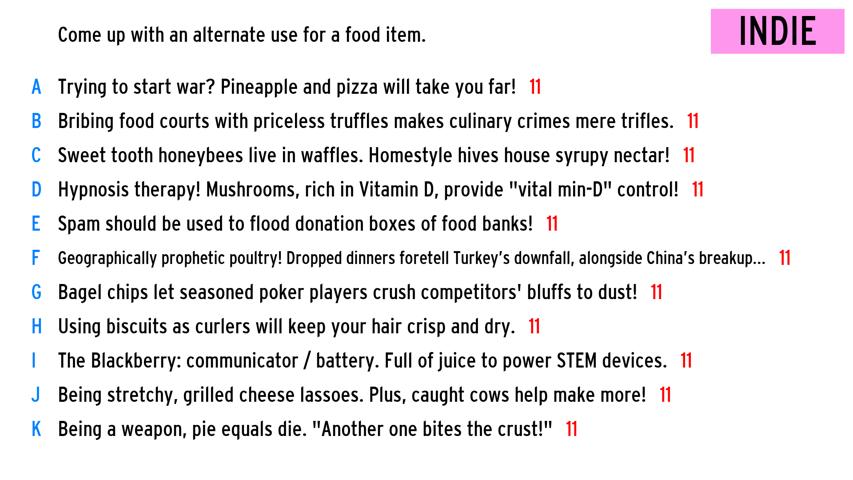 Come up with an alternate use for a food item.
INDIE
A Trying to start war? Pineapple and pizza will take you far! 11
B Bribing food courts with priceless truffles makes culinary crimes mere trifles. 11
C Sweet tooth honeybees live in waffles. Homestyle hives house syrupy nectar! 11
D Hypnosis therapy! Mushrooms, rich in Vitamin D, provide "vital min-D" control! 11
E Spam should be used to flood donation boxes of food banks! 11
F Geographically prophetic poultry! Dropped dinners foretell Turkey's downfall, alongside China's breakup... 11
G Bagel chips let seasoned poker players crush competitors' bluffs to dust! 11
H Using biscuits as curlers will keep your hair crisp and dry. 11
I The Blackberry: communicator / battery. Full of juice to power STEM devices. 11
J Being stretchy, grilled cheese lassoes. Plus, caught cows help make more! 11
K Being a weapon, pie equals die. "Another one bites the crust!" 11